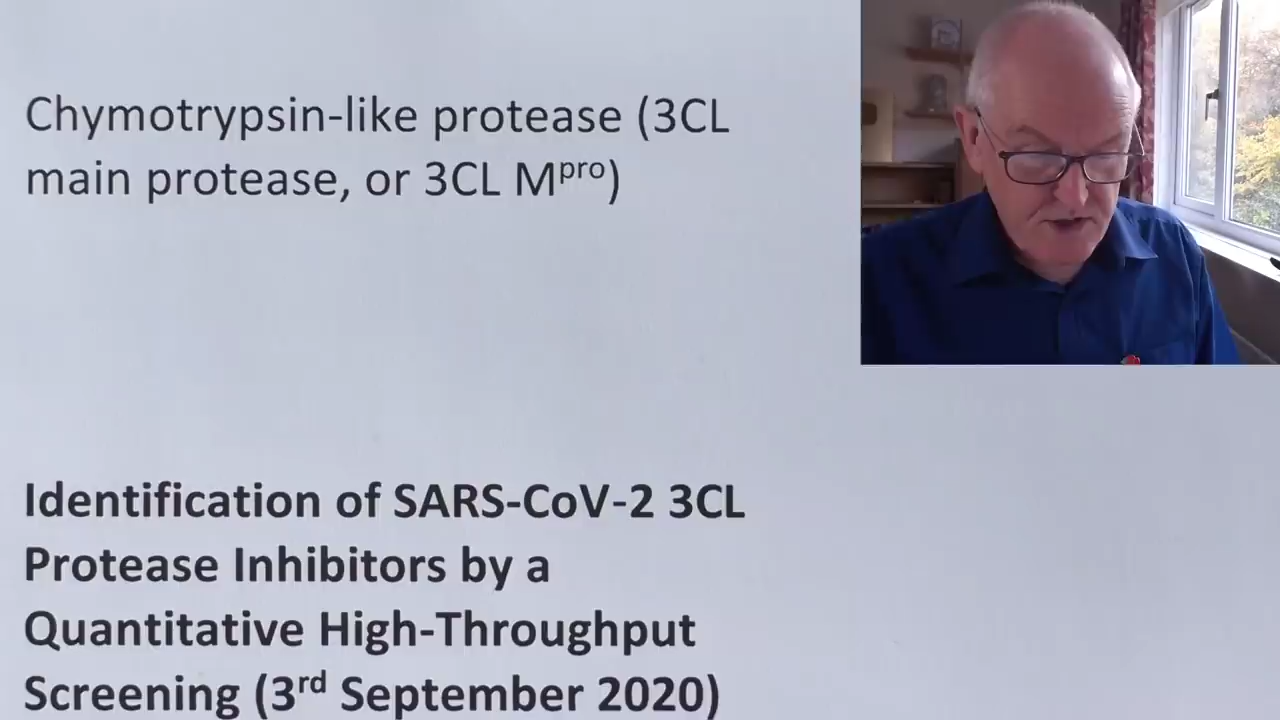 Chymotrypsin-like protease (3CL
main protease, or 3CL Mᵖʳᵒ)
Identification of SARS-CoV-2 3CL
Protease Inhibitors by a
Quantitative High-Throughput
Screening (3ʳᵈ September 2020)